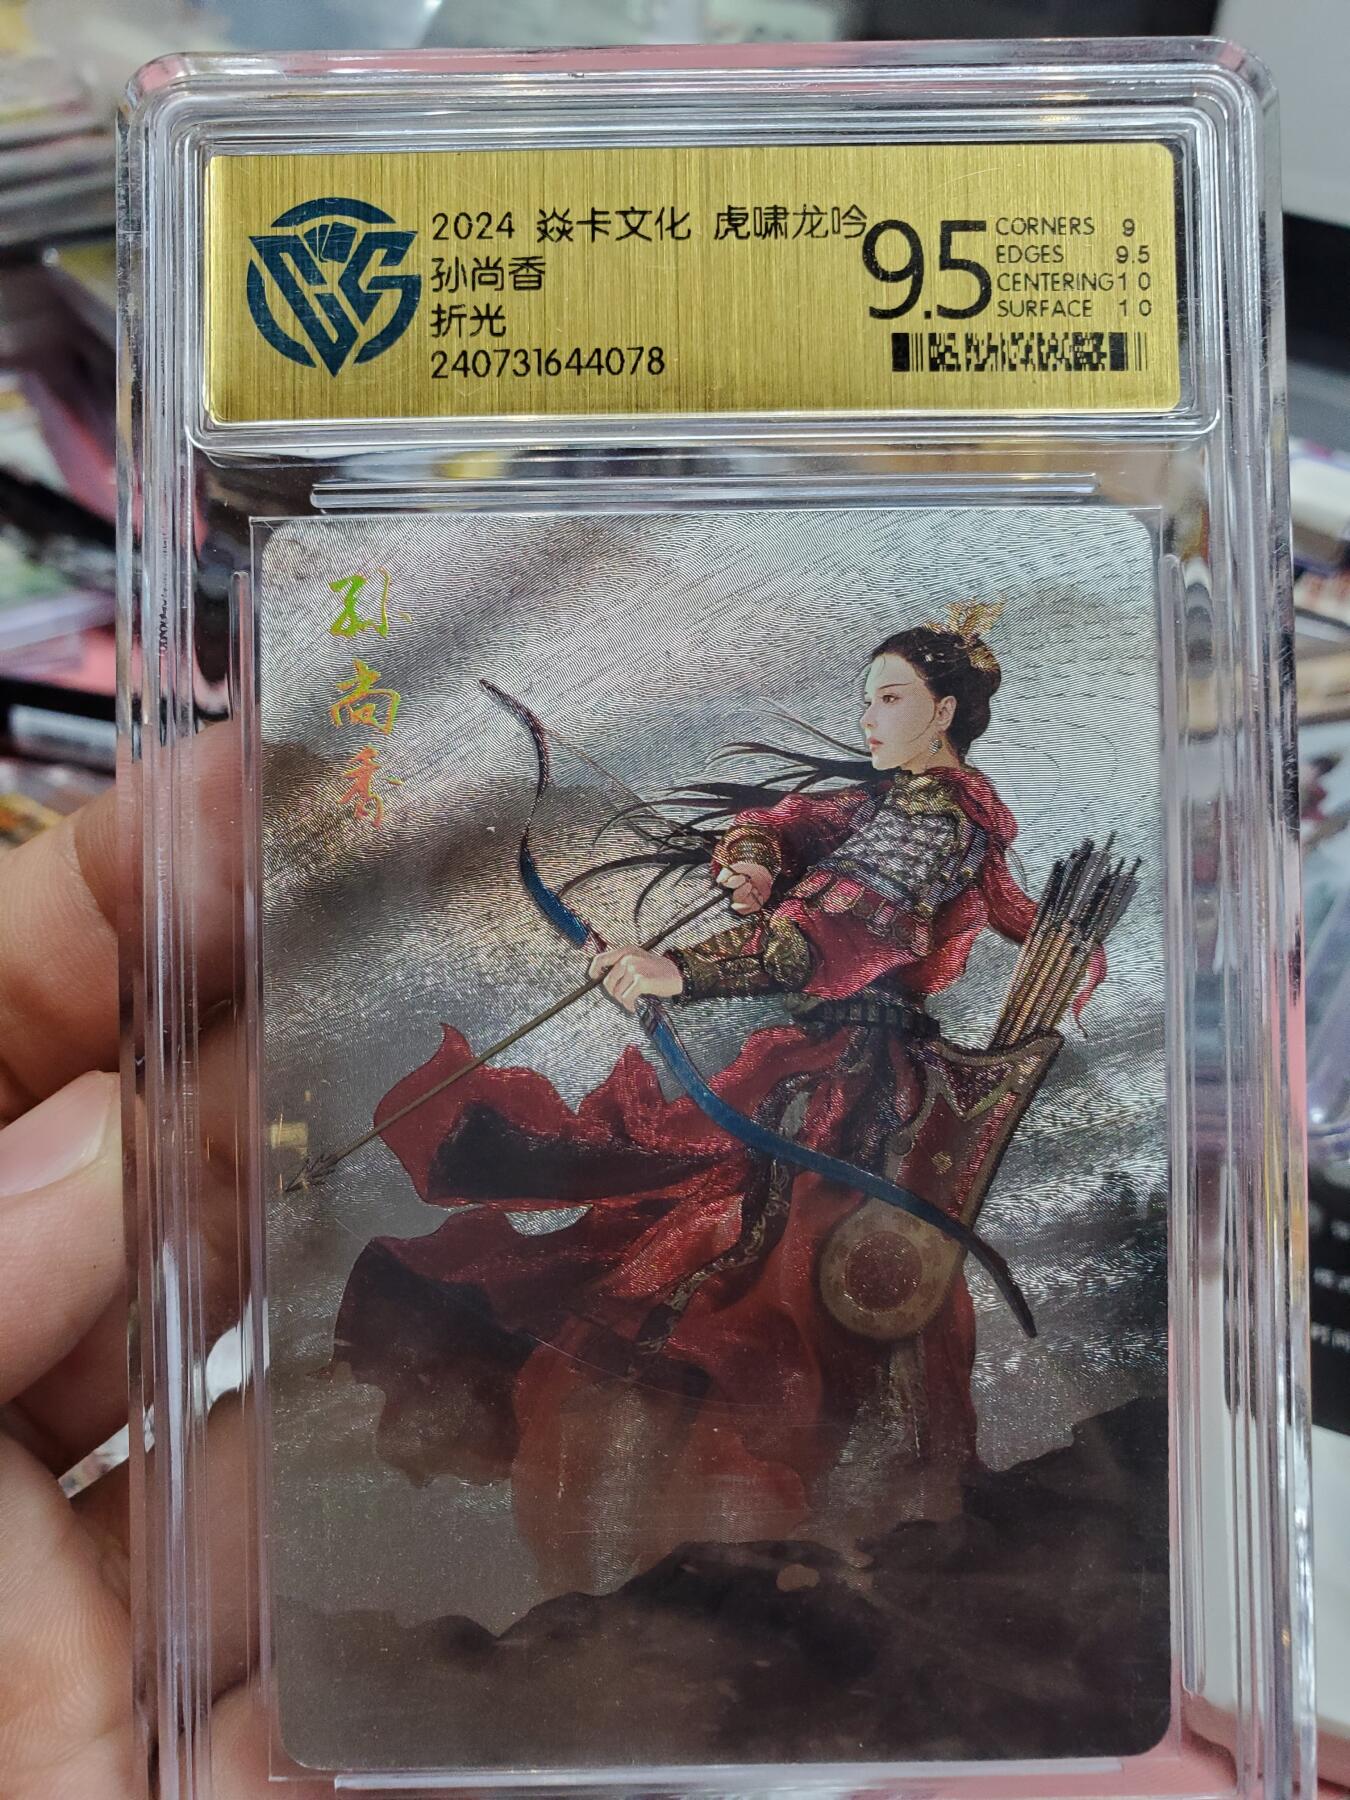 2024 焱卡文化 虎啸龙吟
孙尚香
折光
240731644078
9.5
CORNERS 9
EDGES 9.5
CENTERING 10
SURFACE 10
孙
尚
香